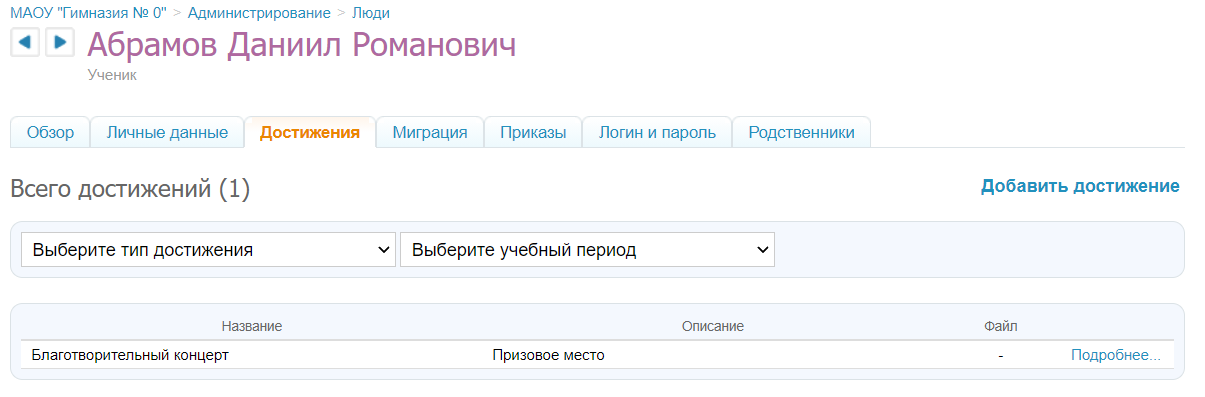 МАОУ "Гимназия № 0" > Администрирование > Люди
Абрамов Даниил Романович
Ученик
Обзор Личные данные Достижения Миграция Приказы Логин и пароль Родственники
Всего достижений (1) Добавить достижение
Выберите тип достижения Выберите учебный период
Название Описание Файл
Благотворительный концерт Призовое место - Подробнее...